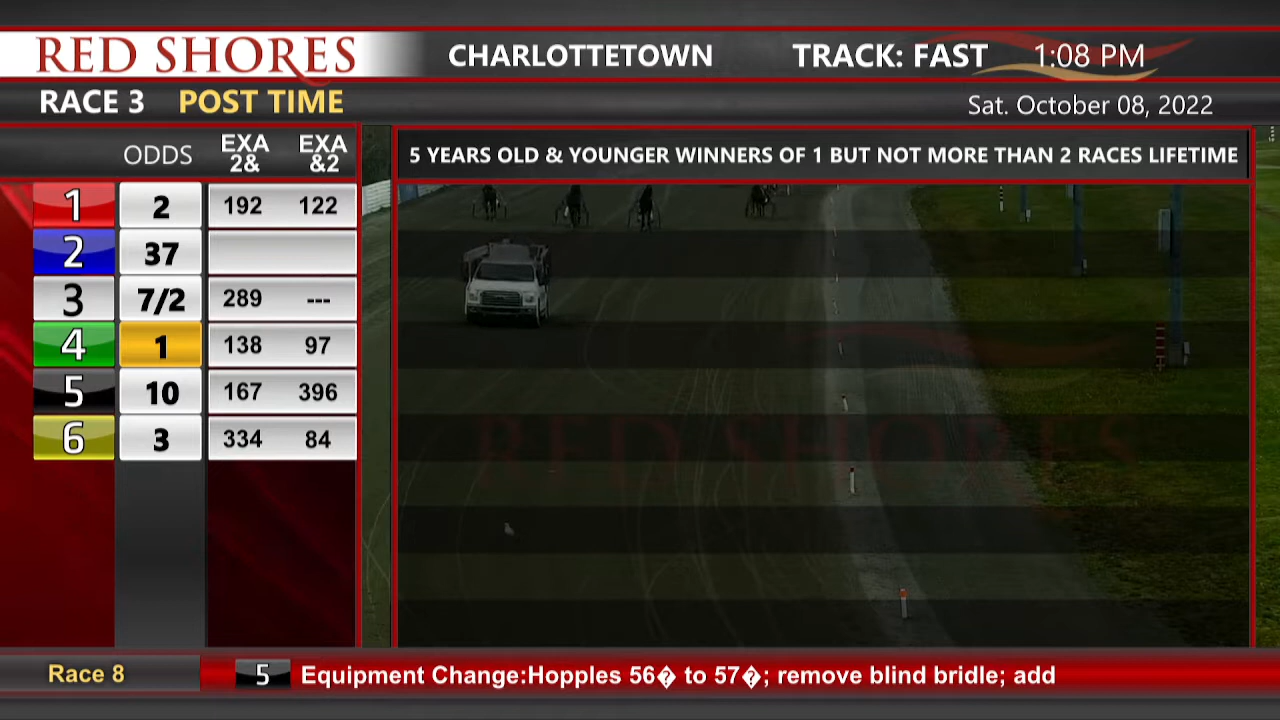 RED SHORES
CHARLOTTETOWN
TRACK: FAST
1:08 PM
RACE 3 POST TIME
Sat. October 08, 2022
ODDS EXA 2& EXA &2
5 YEARS OLD & YOUNGER WINNERS OF 1 BUT NOT MORE THAN 2 RACES LIFETIME
1 2 192 122
2 37
3 7/2 289 ---
4 1 138 97
5 10 167 396
6 3 334 84
RED SHORES
Race 8
5 Equipment Change:Hopples 56� to 57�; remove blind bridle; add